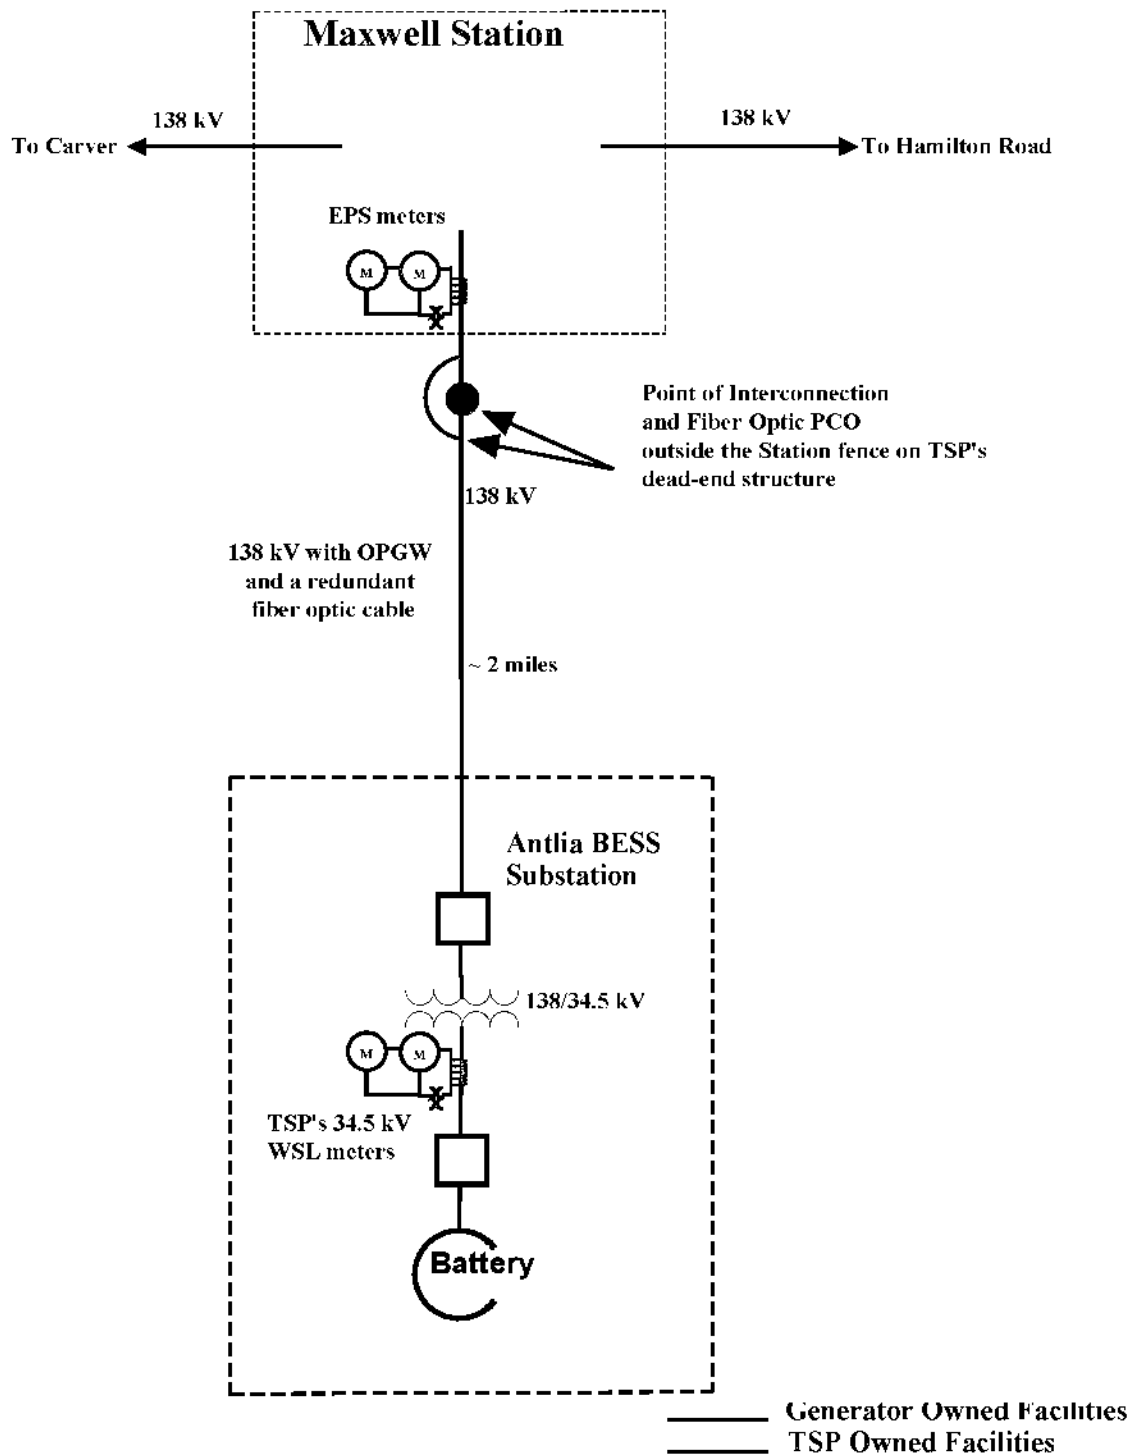 Maxwell Station
138 kV
138 kV
To Carver
To Hamilton Road
EPS meters
M
M
Point of Interconnection
and Fiber Optic PCO
outside the Station fence on TSP's
dead-end structure
138 kV
138 kV with OPGW
and a redundant
fiber optic cable
~ 2 miles
Antlia BESS
Substation
138/34.5 kV
M
M
TSP's 34.5 kV
WSL meters
Battery
Generator Owned Facilities
TSP Owned Facilities